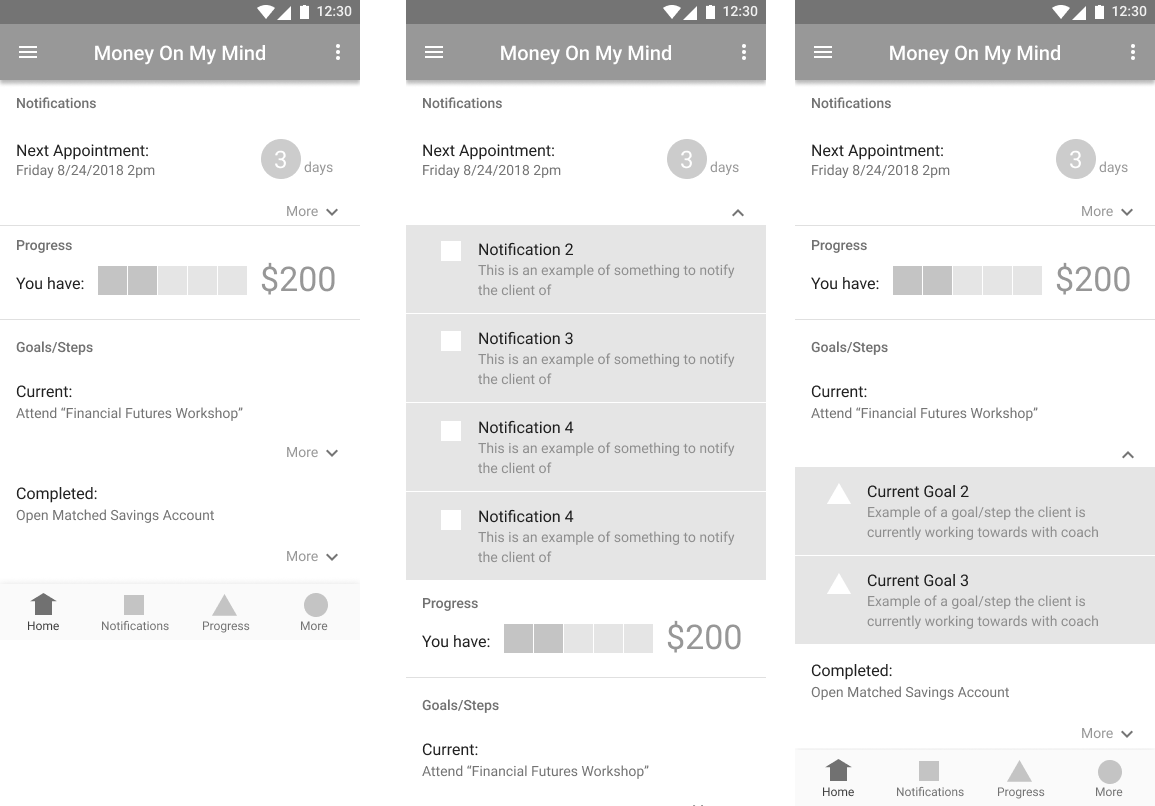 12:30
Money On My Mind
Notifications
Next Appointment:
Friday 8/24/2018 2pm
3 days
More
Progress
You have: $200
Goals/Steps
Current:
Attend “Financial Futures Workshop”
More
Completed:
Open Matched Savings Account
More
Home Notifications Progress More
12:30
Money On My Mind
Notifications
Next Appointment:
Friday 8/24/2018 2pm
3 days
Notification 2
This is an example of something to notify
the client of
Notification 3
This is an example of something to notify
the client of
Notification 4
This is an example of something to notify
the client of
Notification 4
This is an example of something to notify
the client of
Progress
You have: $200
Goals/Steps
Current:
Attend “Financial Futures Workshop”
12:30
Money On My Mind
Notifications
Next Appointment:
Friday 8/24/2018 2pm
3 days
More
Progress
You have: $200
Goals/Steps
Current:
Attend “Financial Futures Workshop”
Current Goal 2
Example of a goal/step the client is
currently working towards with coach
Current Goal 3
Example of a goal/step the client is
currently working towards with coach
Completed:
Open Matched Savings Account
More
Home Notifications Progress More